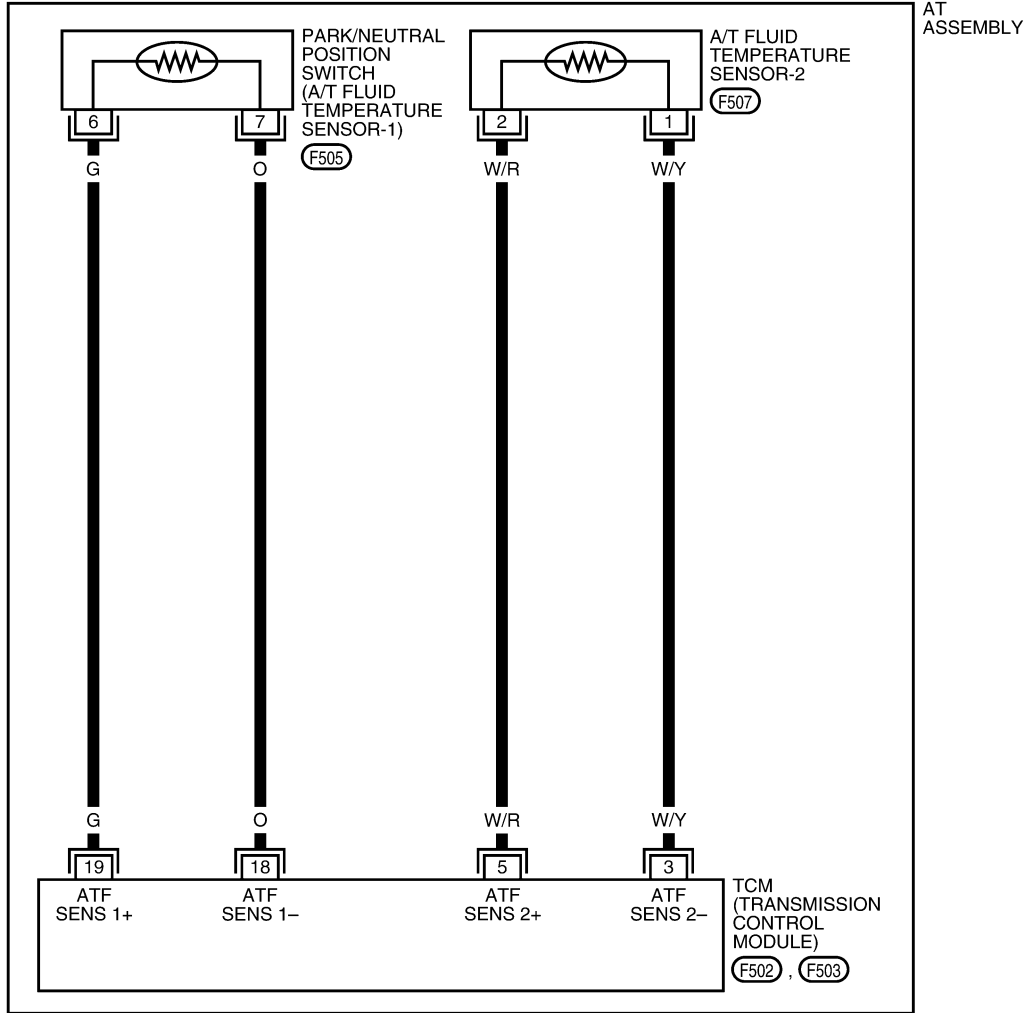 AT
ASSEMBLY
PARK/NEUTRAL
POSITION
SWITCH
(A/T FLUID
TEMPERATURE
SENSOR-1)
F505
A/T FLUID
TEMPERATURE
SENSOR-2
F507
6
7
2
1
G
O
W/R
W/Y
G
O
W/R
W/Y
19
18
5
3
ATF
SENS 1+
ATF
SENS 1–
ATF
SENS 2+
ATF
SENS 2–
TCM
(TRANSMISSION
CONTROL
MODULE)
F502 , F503